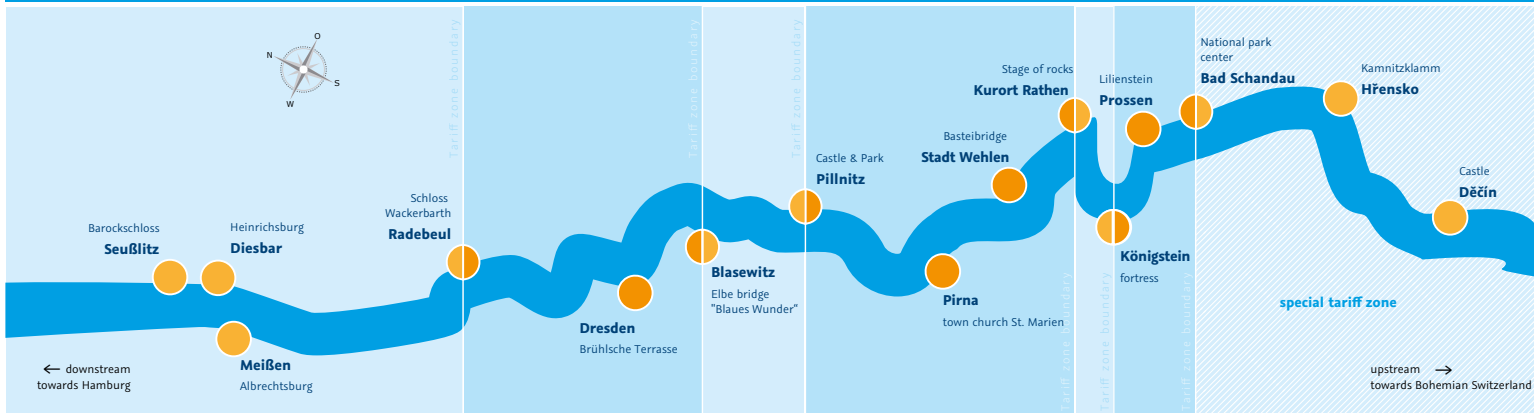 N
O
S
W
Barockschloss
Seußlitz
Heinrichsburg
Diesbar
Meißen
Albrechtsburg
← downstream
towards Hamburg
Schloss
Wackerbarth
Radebeul
Tariff zone boundary
Dresden
Brühlsche Terrasse
Tariff zone boundary
Blasewitz
Elbe bridge
"Blaues Wunder"
Tariff zone boundary
Castle & Park
Pillnitz
Pirna
town church St. Marien
Basteibridge
Stadt Wehlen
Stage of rocks
Kurort Rathen
Tariff zone boundary
Königstein
fortress
Tariff zone boundary
Lilienstein
Prossen
Tariff zone boundary
National park
center
Bad Schandau
Kamnitzklamm
Hřensko
Castle
Děčín
special tariff zone
upstream →
towards Bohemian Switzerland